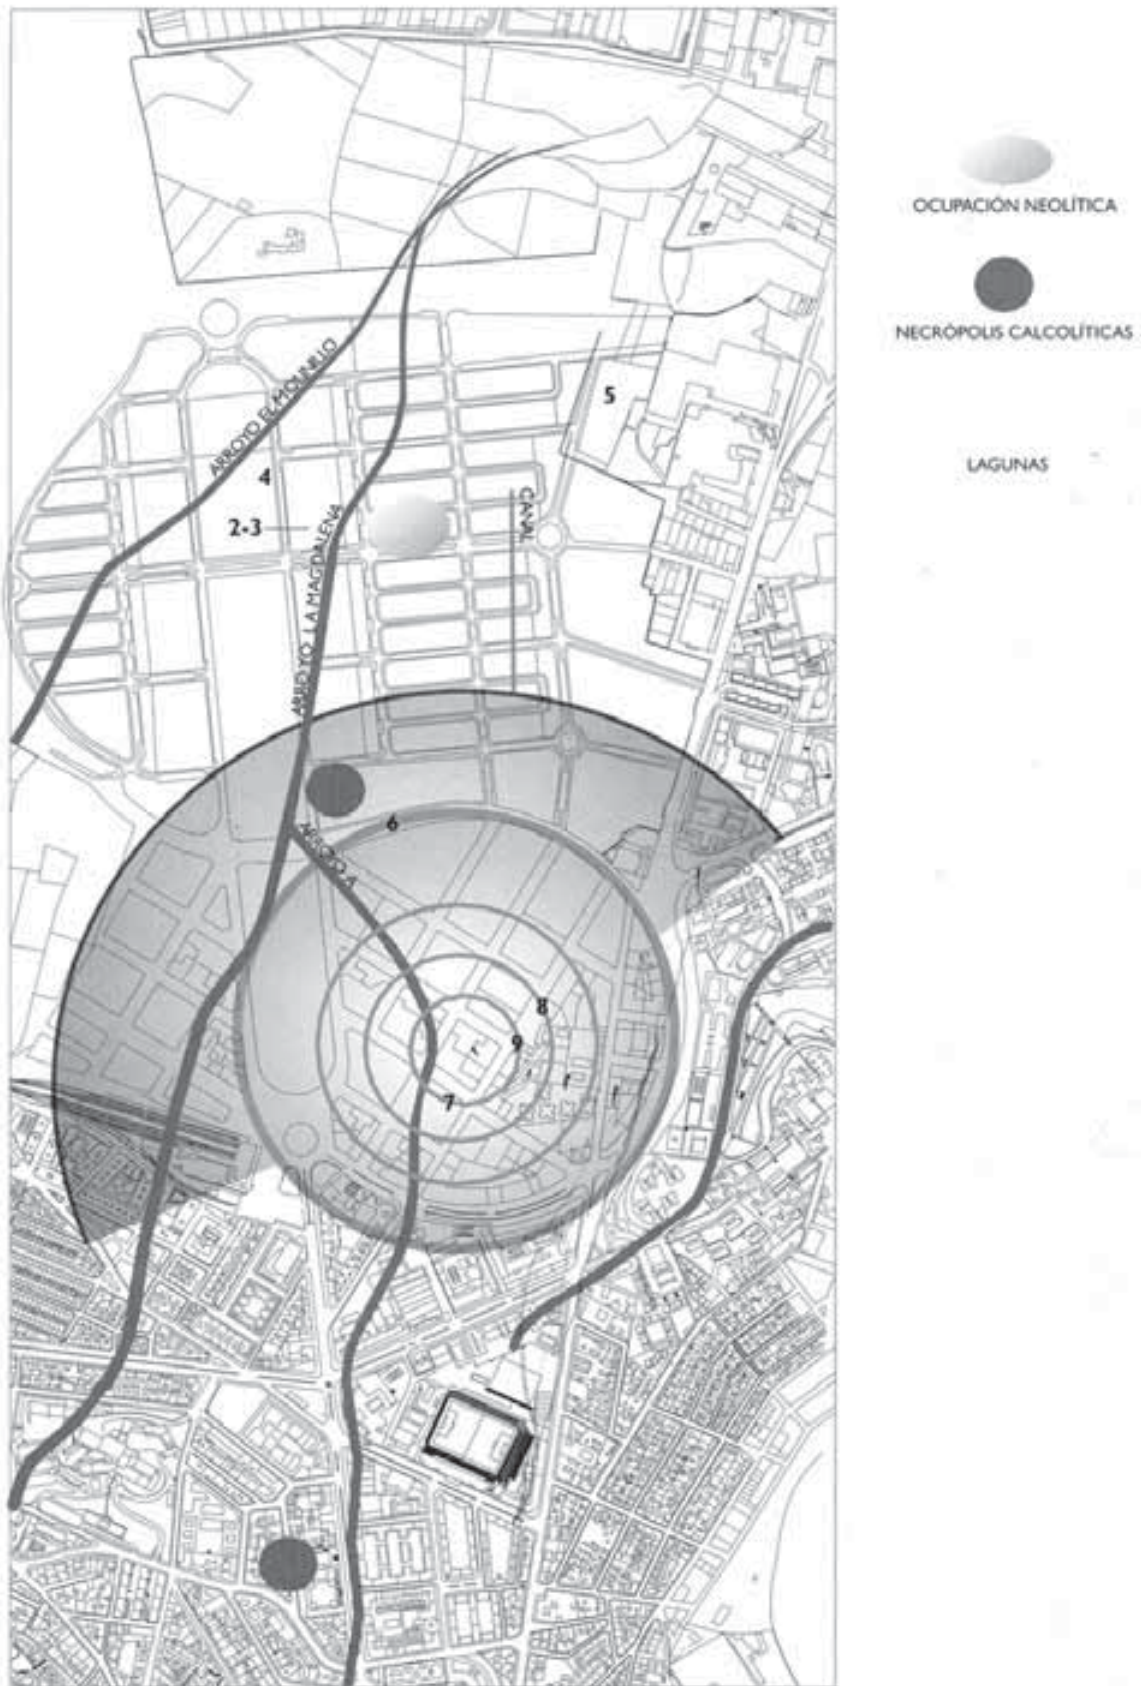 OCUPACIÓN NEOLÍTICA
NECRÓPOLIS CALCOLÍTICAS
LAGUNAS
ARROYO EL MOLINILLO
5
4
2-3
CANAL
ARROYO LA MAGDALENA
6
ARROYO A
8
9
7